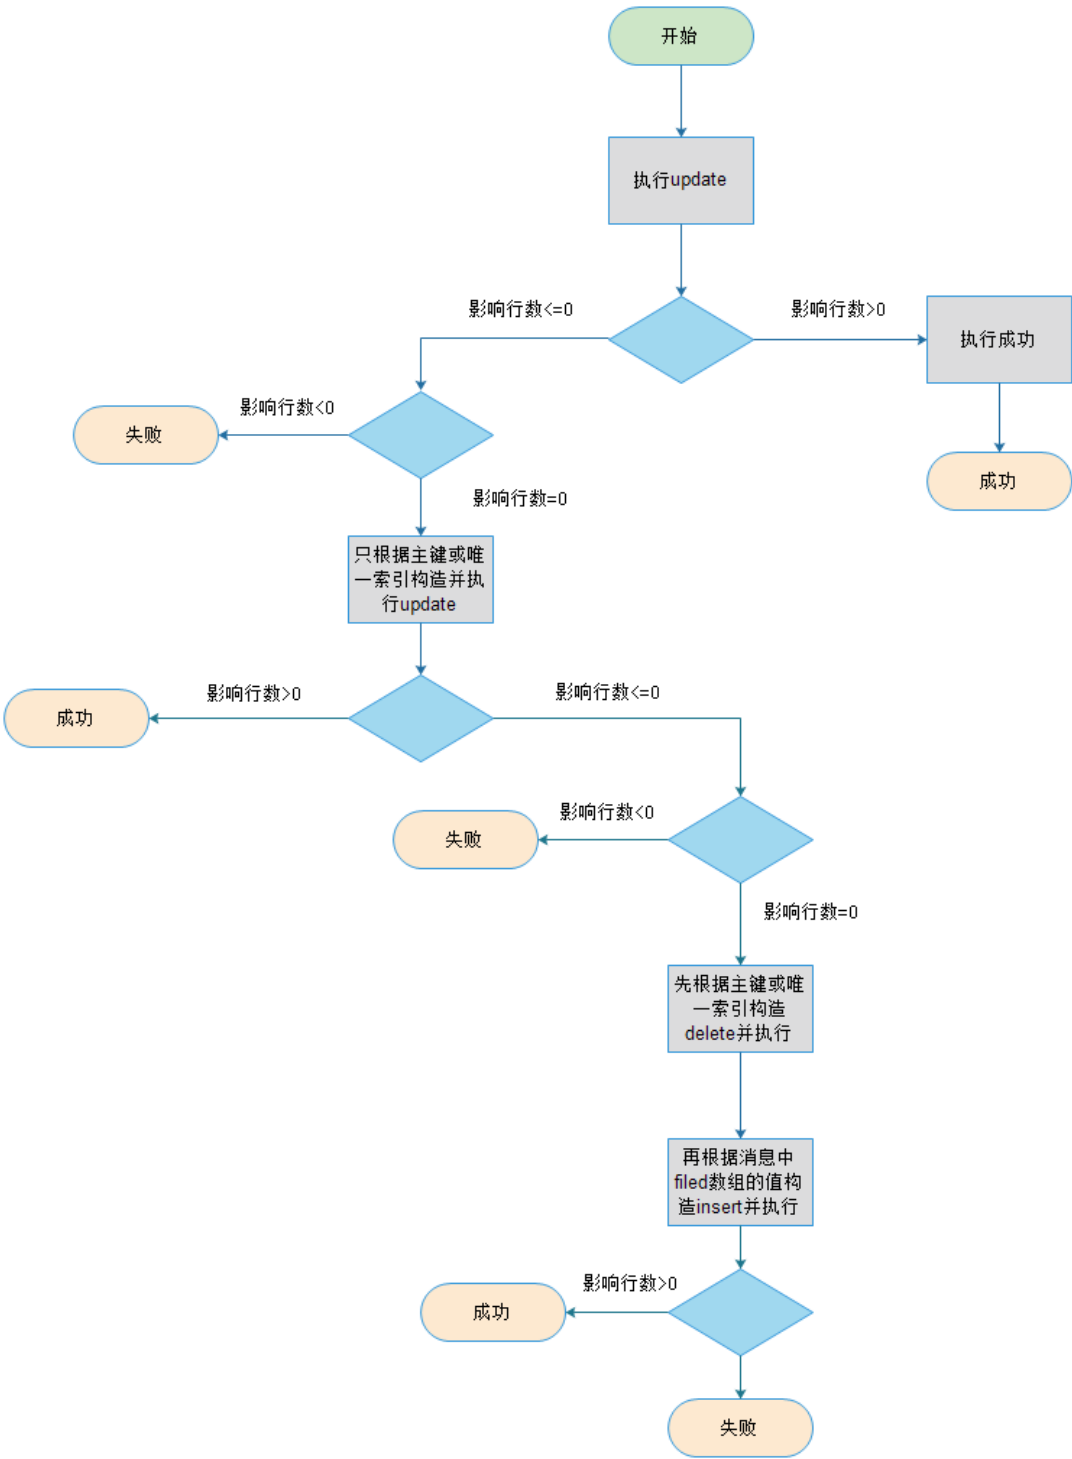 开始
执行update
影响行数<=0
影响行数>0
执行成功
影响行数<0
失败
成功
影响行数=0
只根据主键或唯
一索引构造并执
行update
影响行数>0
影响行数<=0
成功
影响行数<0
失败
影响行数=0
先根据主键或唯
一索引构造
delete并执行
再根据消息中
filed数组的值构
造insert并执行
影响行数>0
成功
失败